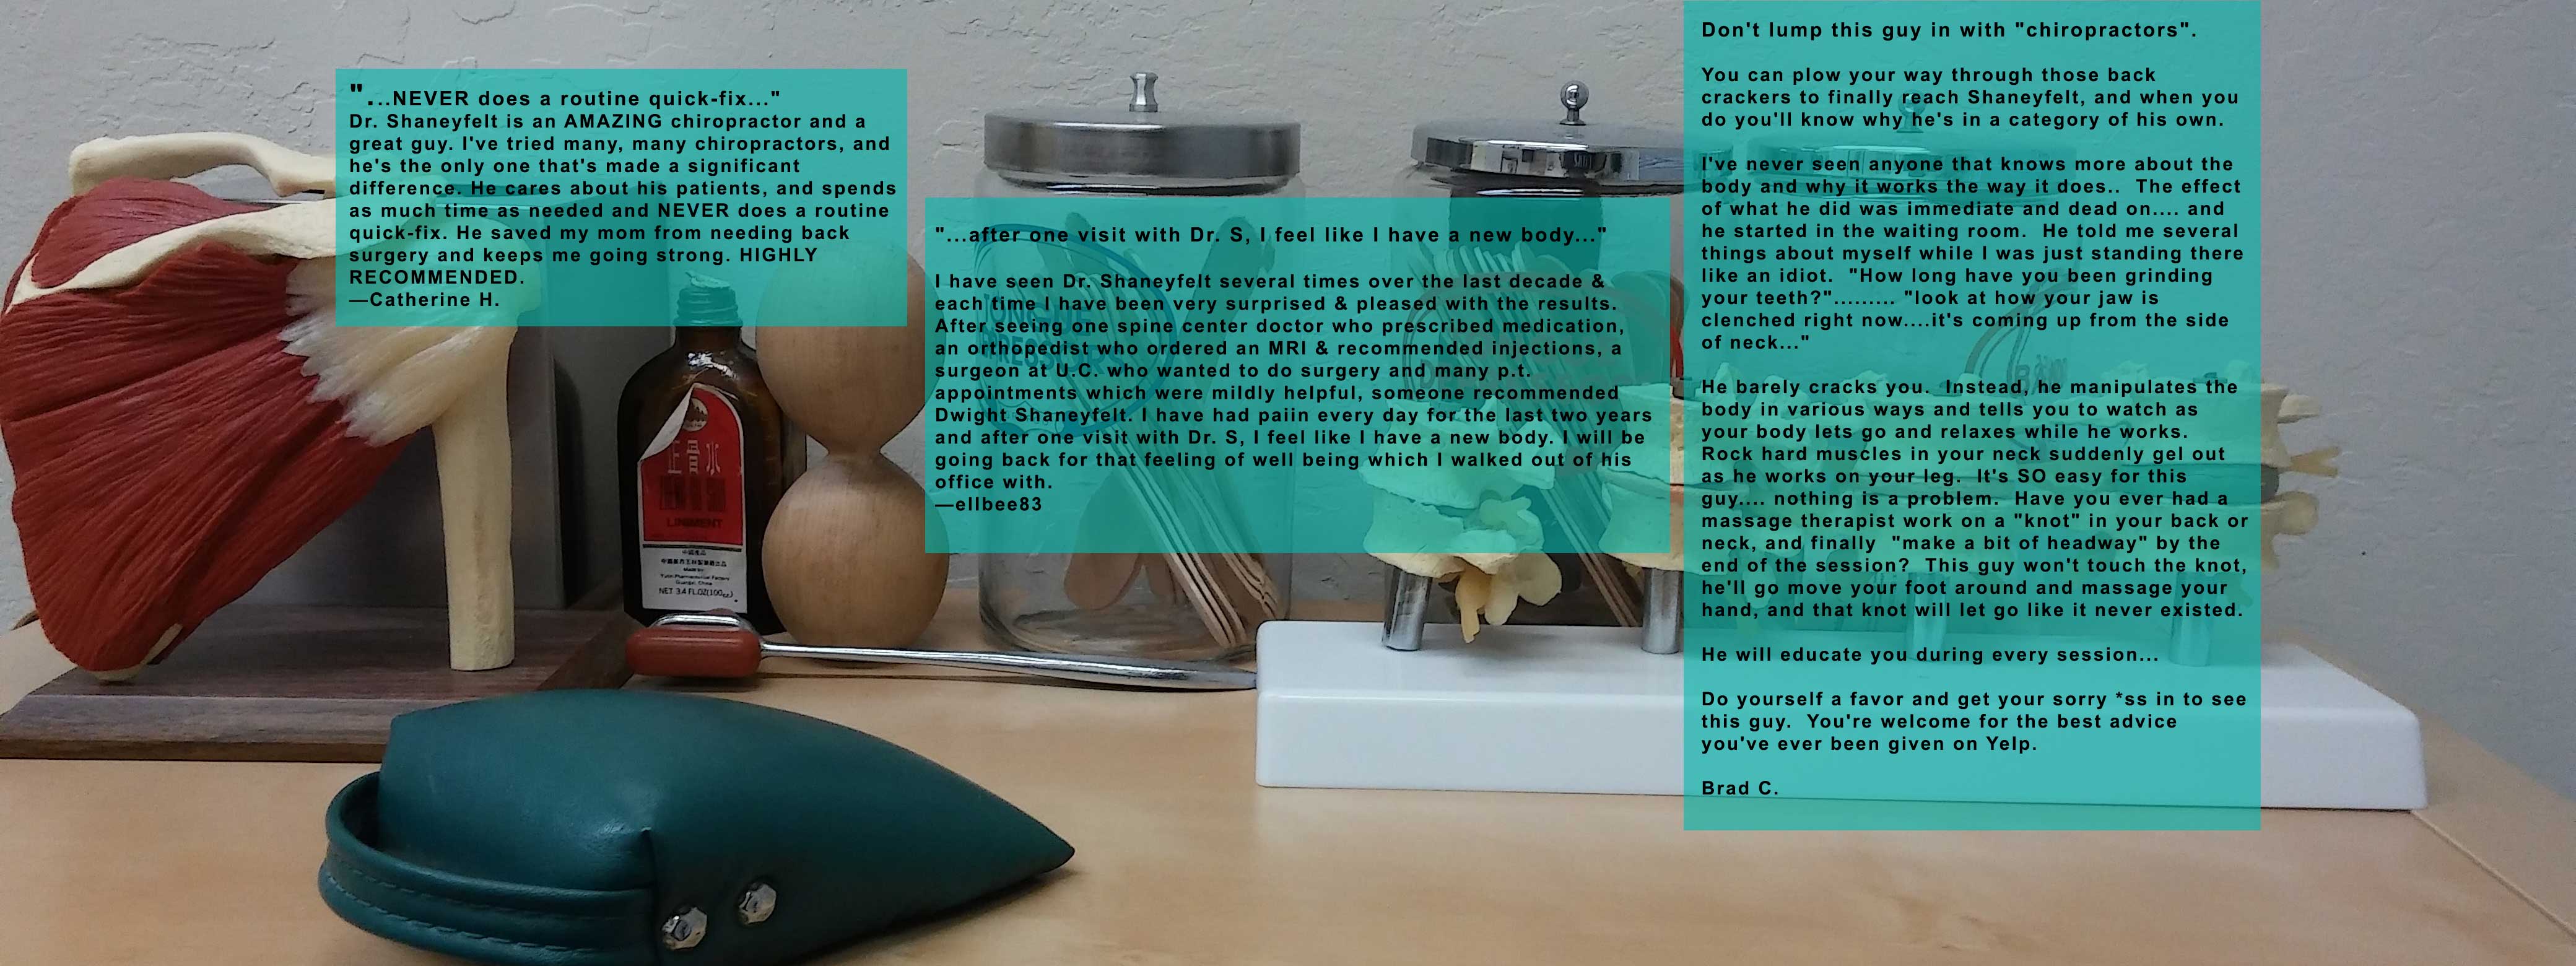 "...NEVER does a routine quick-fix..."
Dr. Shaneyfelt is an AMAZING chiropractor and a
great guy. I've tried many, many chiropractors, and
he's the only one that's made a significant
difference. He cares about his patients, and spends
as much time as needed and NEVER does a routine
quick-fix. He saved my mom from needing back
surgery and keeps me going strong. HIGHLY
RECOMMENDED.
—Catherine H.
"...after one visit with Dr. S, I feel like I have a new body..."
I have seen Dr. Shaneyfelt several times over the last decade &
each time I have been very surprised & pleased with the results.
After seeing one spine center doctor who prescribed medication,
an orthopedist who ordered an MRI & recommended injections, a
surgeon at U.C. who wanted to do surgery and many p.t.
appointments which were mildly helpful, someone recommended
Dwight Shaneyfelt. I have had paiin every day for the last two years
and after one visit with Dr. S, I feel like I have a new body. I will be
going back for that feeling of well being which I walked out of his
office with.
—ellbee83
Don't lump this guy in with "chiropractors".
You can plow your way through those back
crackers to finally reach Shaneyfelt, and when you
do you'll know why he's in a category of his own.
I've never seen anyone that knows more about the
body and why it works the way it does..  The effect
of what he did was immediate and dead on.... and
he started in the waiting room.  He told me several
things about myself while I was just standing there
like an idiot.  "How long have you been grinding
your teeth?"......... "look at how your jaw is
clenched right now....it's coming up from the side
of neck..."
He barely cracks you.  Instead, he manipulates the
body in various ways and tells you to watch as
your body lets go and relaxes while he works.
Rock hard muscles in your neck suddenly gel out
as he works on your leg.  It's SO easy for this
guy.... nothing is a problem.  Have you ever had a
massage therapist work on a "knot" in your back or
neck, and finally  "make a bit of headway" by the
end of the session?  This guy won't touch the knot,
he'll go move your foot around and massage your
hand, and that knot will let go like it never existed.
He will educate you during every session...
Do yourself a favor and get your sorry *ss in to see
this guy.  You're welcome for the best advice
you've ever been given on Yelp.
Brad C.
正骨水
LINIMENT
Made by:
Yulin Pharmaceutical Factory
Guangxi, China
NET 3.4 FL.OZ(100